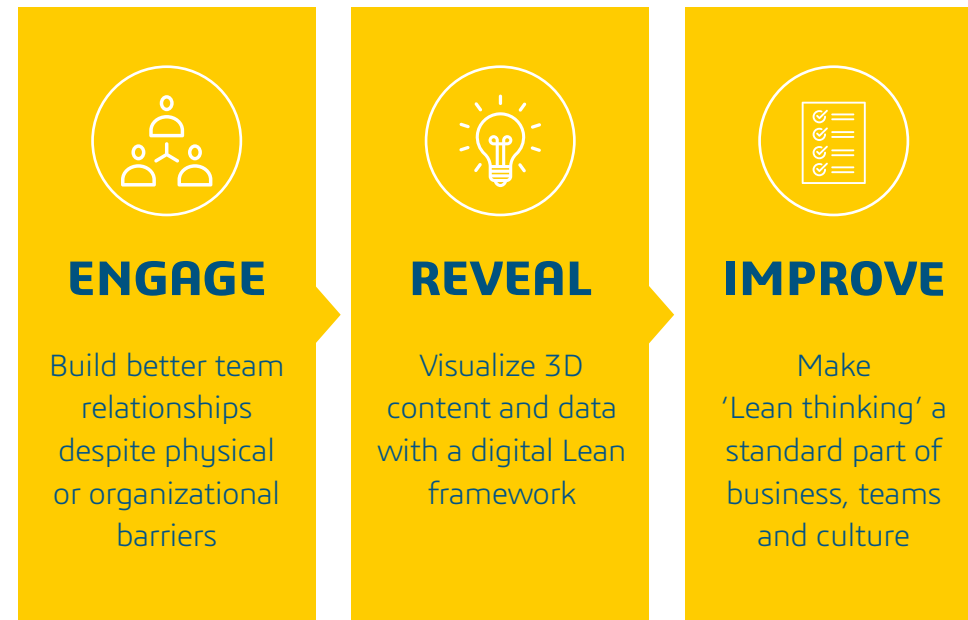 ENGAGE
Build better team
relationships
despite physical
or organizational
barriers
REVEAL
Visualize 3D
content and data
with a digital Lean
framework
IMPROVE
Make
‘Lean thinking’ a
standard part of
business, teams
and culture